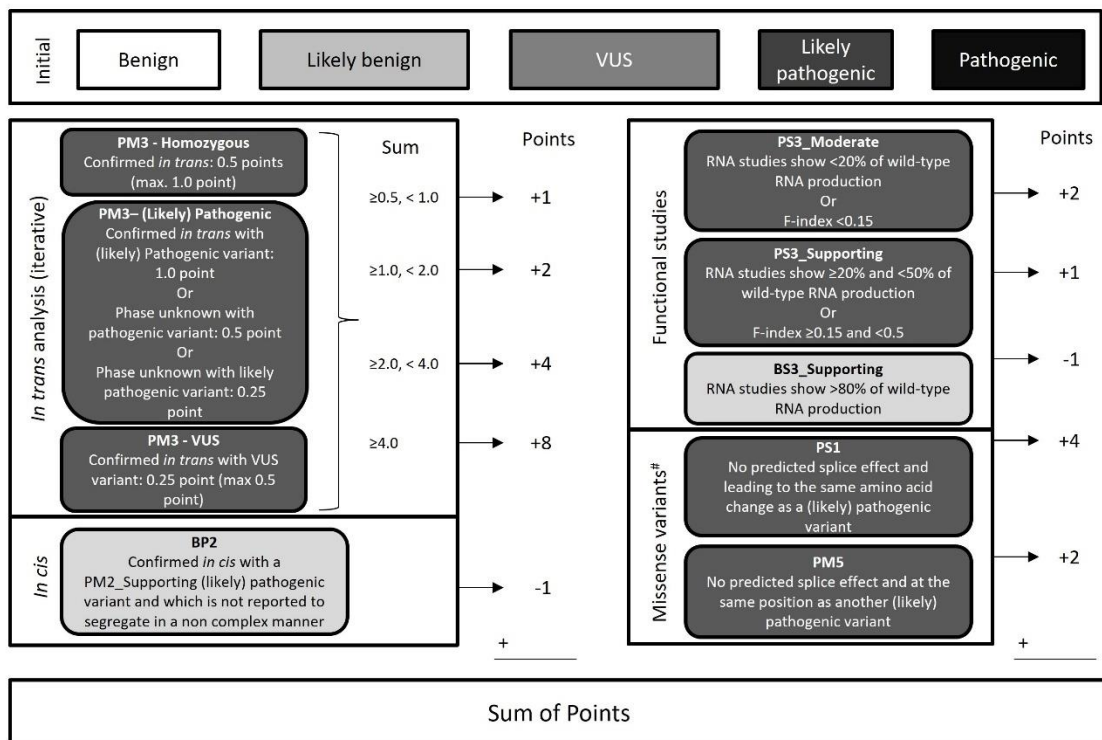 Initial
Benign
Likely benign
VUS
Likely
pathogenic
Pathogenic
In trans analysis (iterative)
PM3 - Homozygous
Confirmed in trans: 0.5 points
(max. 1.0 point)
PM3– (Likely) Pathogenic
Confirmed in trans with
(likely) Pathogenic variant:
1.0 point
Or
Phase unknown with
pathogenic variant: 0.5 point
Or
Phase unknown with likely
pathogenic variant: 0.25
point
PM3 - VUS
Confirmed in trans with VUS
variant: 0.25 point (max 0.5
point)
Sum
≥0.5, < 1.0
≥1.0, < 2.0
≥2.0, < 4.0
≥4.0
Points
+1
+2
+4
+8
In cis
BP2
Confirmed in cis with a
PM2_Supporting (likely) pathogenic
variant and which is not reported to
segregate in a non complex manner
-1
+
Functional studies
PS3_Moderate
RNA studies show <20% of wild-type
RNA production
Or
F-index <0.15
PS3_Supporting
RNA studies show ≥20% and <50% of
wild-type RNA production
Or
F-index ≥0.15 and <0.5
BS3_Supporting
RNA studies show >80% of wild-type
RNA production
Points
+2
+1
-1
Missense variants#
PS1
No predicted splice effect and
leading to the same amino acid
change as a (likely) pathogenic
variant
PM5
No predicted splice effect and at the
same position as another (likely)
pathogenic variant
+4
+2
+
Sum of Points